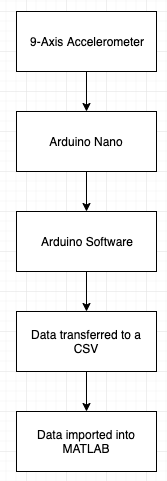 9-Axis Accelerometer
Arduino Nano
Arduino Software
Data transferred to a
CSV
Data imported into
MATLAB